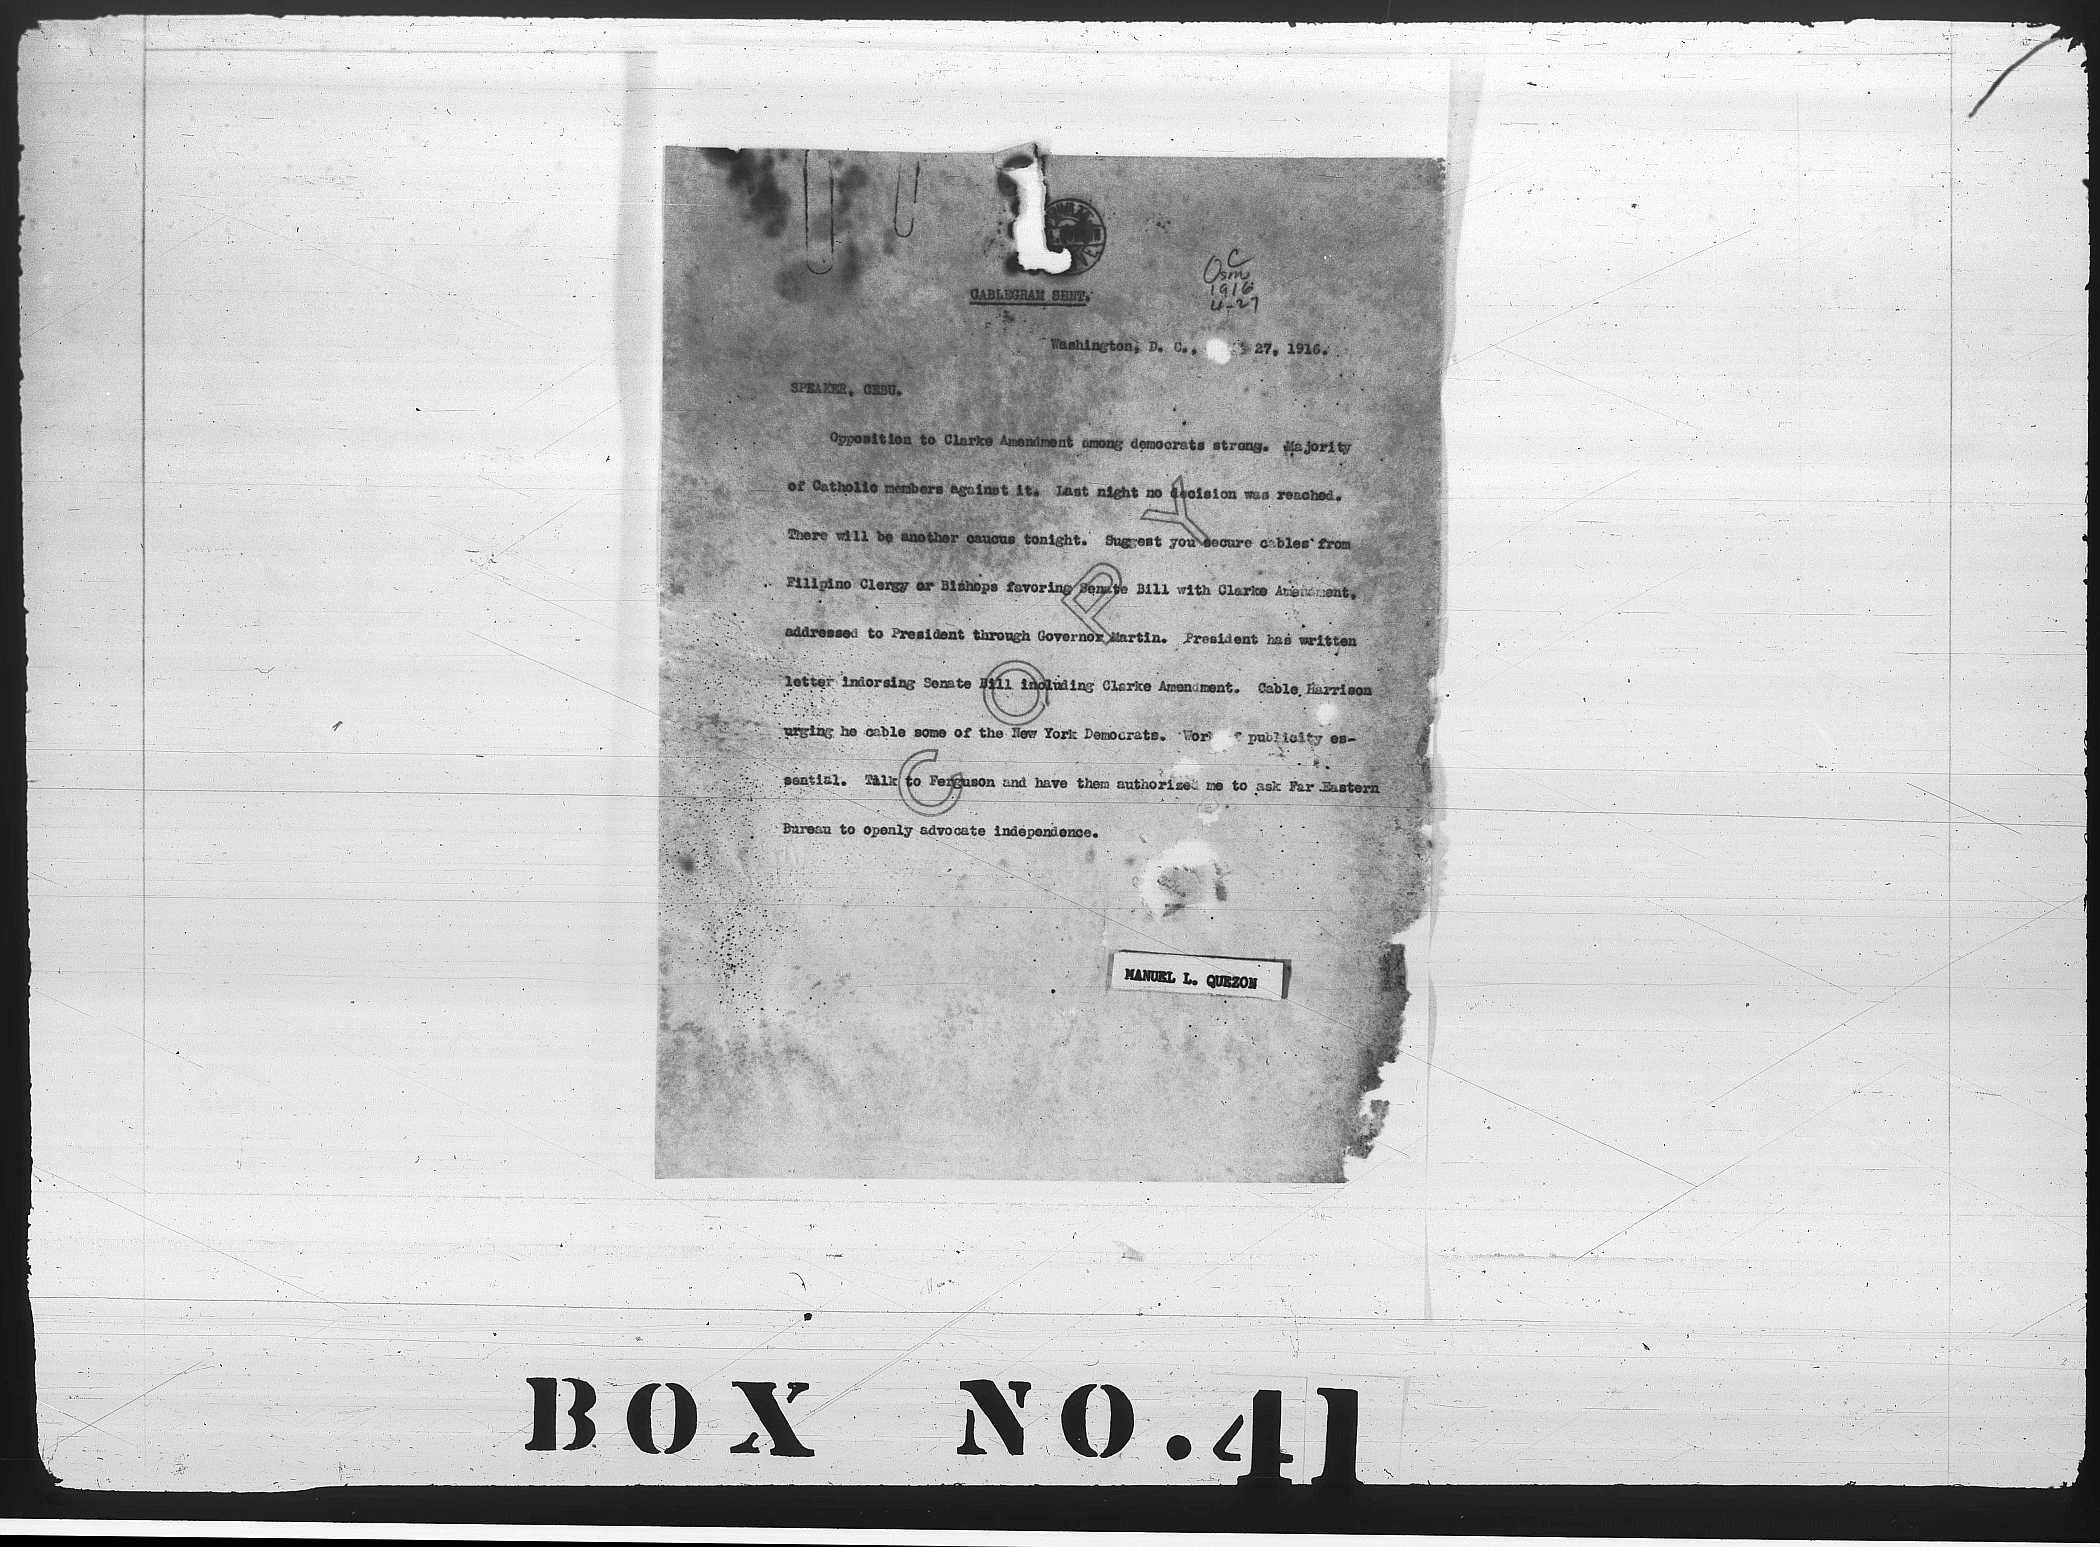 C
Osm
1916
4-27
CABLEGRAM SENT.
Washington, D. C., 27, 1916.
SPEAKER, CEBU.
Opposition to Clarke Amendment among democrats strong. Majority
of Catholic members against it. Last night no decision was reached.
There will be another caucus tonight. Suggest you secure cables from
Filipino Clergy or Bishops favoring Senate Bill with Clarke Amendment,
addressed to President through Governor Martin. President has written
letter indorsing Senate Bill including Clarke Amendment. Cable Harrison
urging he cable some of the New York Democrats. publicity es-
sential. Talk to Ferguson and have them authorized me to ask Far Eastern
Bureau to openly advocate independence.
COPY
MANUEL L. QUEZON
BOX NO. 41